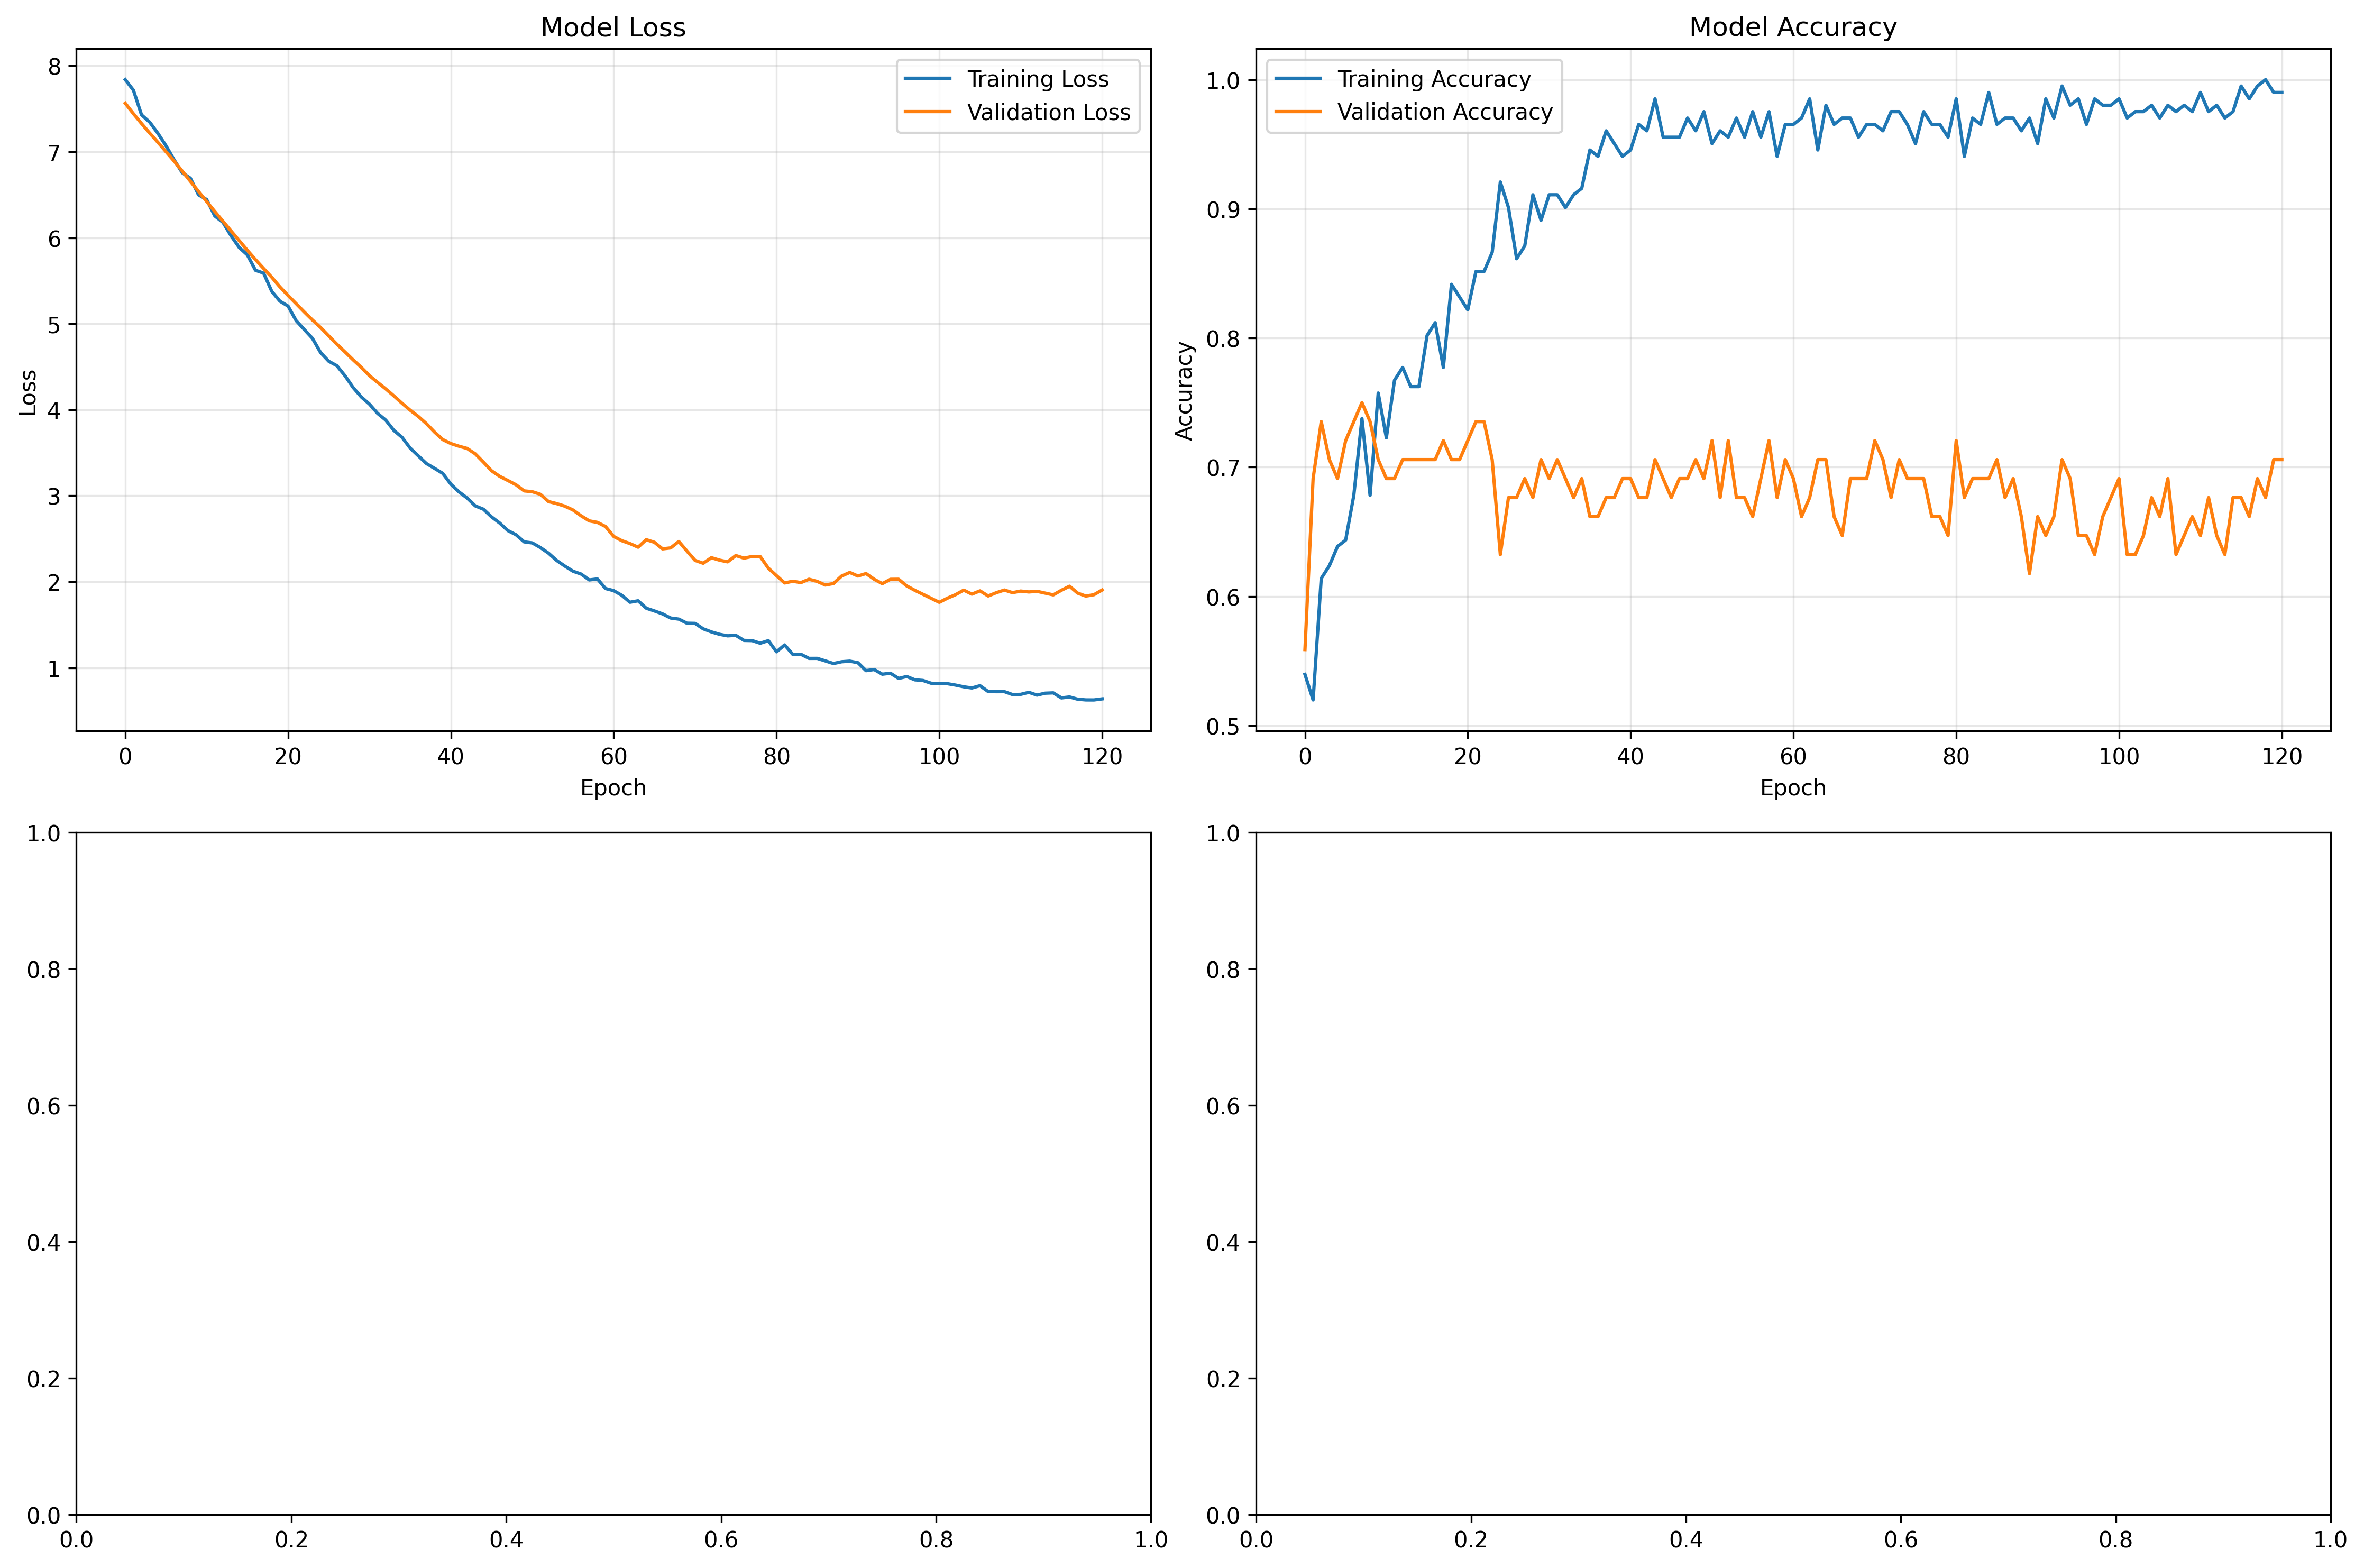 Model Loss
8
7
6
5
4
3
2
1
Loss
Training Loss
Validation Loss
0 20 40 60 80 100 120
Epoch
Model Accuracy
1.0
0.9
0.8
0.7
0.6
0.5
Accuracy
Training Accuracy
Validation Accuracy
0 20 40 60 80 100 120
Epoch
1.0
0.8
0.6
0.4
0.2
0.0
0.0 0.2 0.4 0.6 0.8 1.0
1.0
0.8
0.6
0.4
0.2
0.0
0.0 0.2 0.4 0.6 0.8 1.0